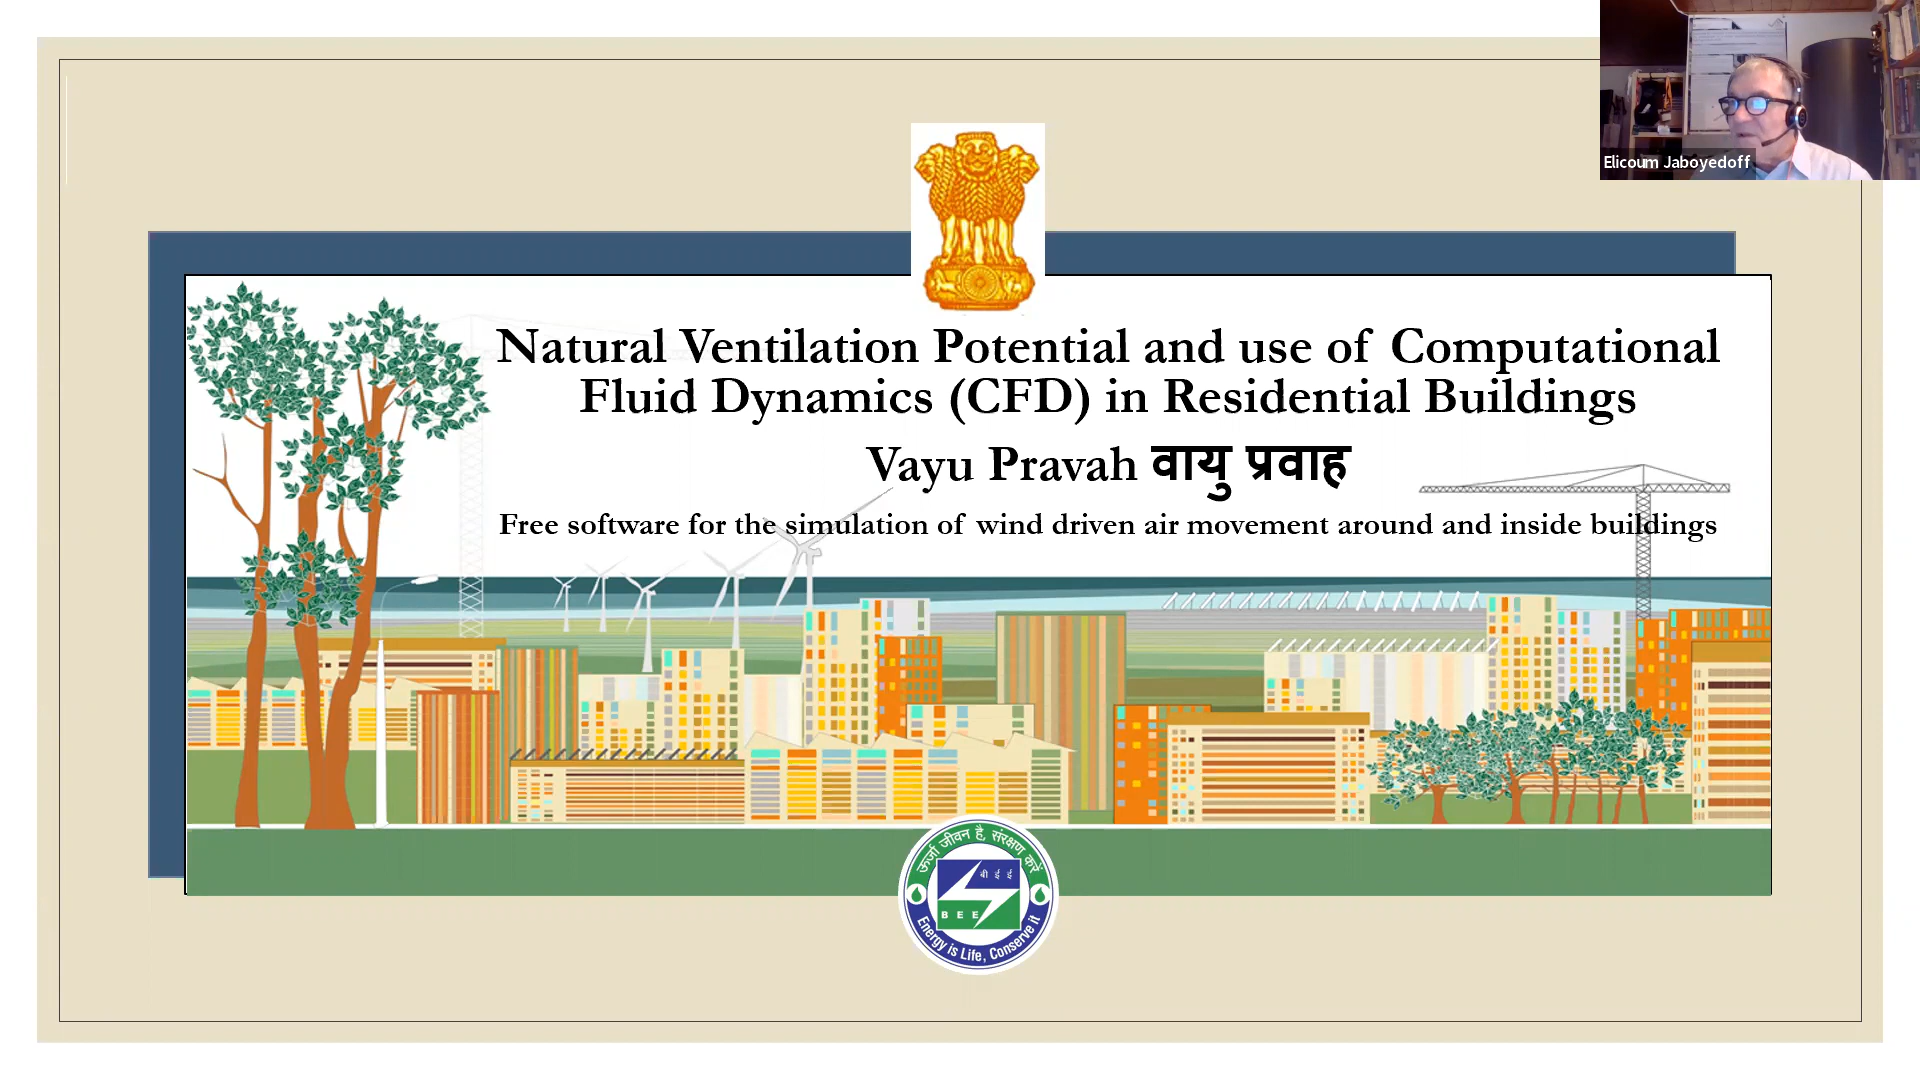 Elicoum Jaboyedoff
Natural Ventilation Potential and use of Computational
Fluid Dynamics (CFD) in Residential Buildings
Vayu Pravah वायु प्रवाह
Free software for the simulation of wind driven air movement around and inside buildings
ऊर्जा जीवन है, संरक्षण करें
बी ई ई
B E E
Energy is Life, Conserve it